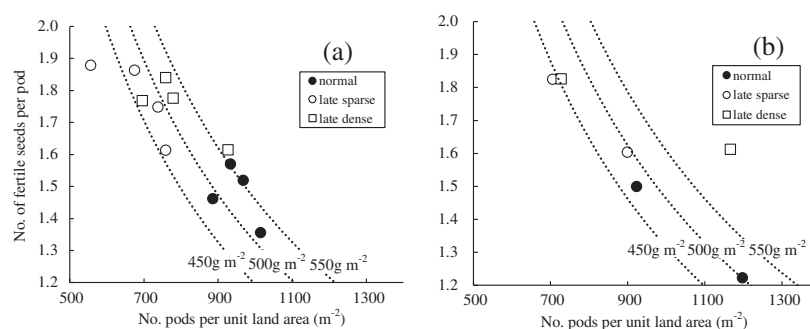 (a)
No. of fertile seeds per pod
2.0
1.9
1.8
1.7
1.6
1.5
1.4
1.3
1.2
normal
late sparse
late dense
450g m⁻² 500g m⁻² 550g m⁻²
500 700 900 1100 1300
No. pods per unit land area (m⁻²)
(b)
2.0
1.9
1.8
1.7
1.6
1.5
1.4
1.3
1.2
normal
late sparse
late dense
450g m⁻² 500g m⁻² 550g m⁻²
500 700 900 1100 1300
No. pods per unit land area (m⁻²)